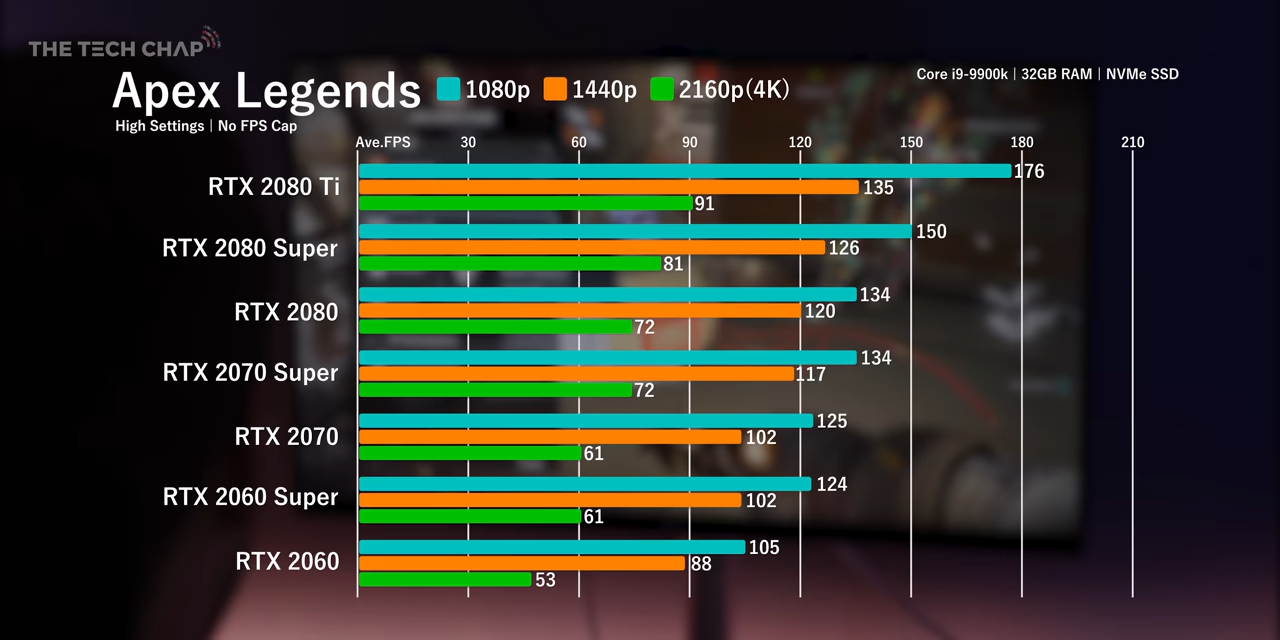 THE TECH CHAP
Apex Legends 1080p 1440p 2160p(4K)
Core i9-9900k | 32GB RAM | NVMe SSD
High Settings | No FPS Cap
Ave.FPS 30 60 90 120 150 180 210
RTX 2080 Ti
176
135
91
RTX 2080 Super
150
126
81
RTX 2080
134
120
72
RTX 2070 Super
134
117
72
RTX 2070
125
102
61
RTX 2060 Super
124
102
61
RTX 2060
105
88
53